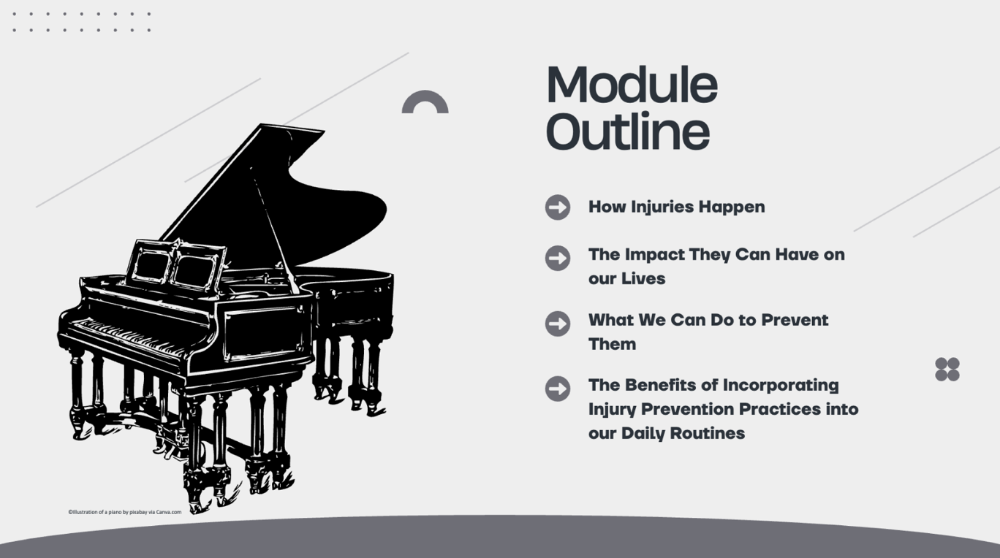 Module
Outline
How Injuries Happen
The Impact They Can Have on
our Lives
What We Can Do to Prevent
Them
The Benefits of Incorporating
Injury Prevention Practices into
our Daily Routines
©Illustration of a piano by pixabay via Canva.com